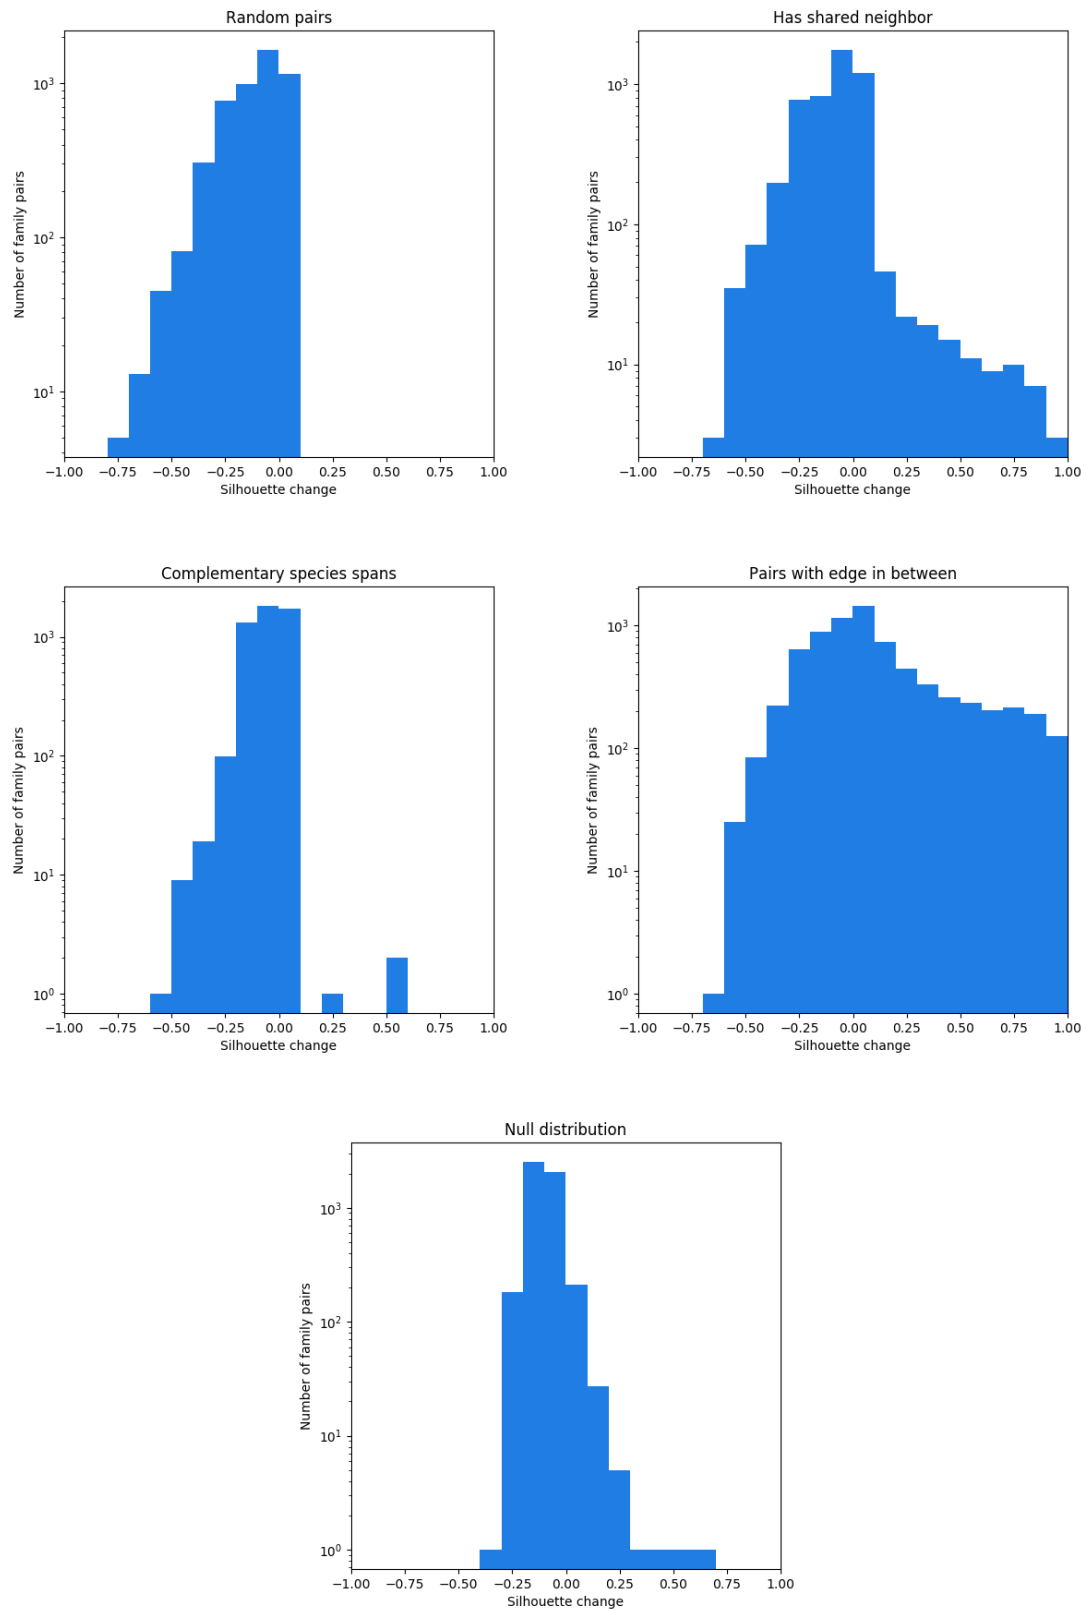 Random pairs
Number of family pairs
10³
10²
10¹
−1.00 −0.75 −0.50 −0.25 0.00 0.25 0.50 0.75 1.00
Silhouette change
Has shared neighbor
Number of family pairs
10³
10²
10¹
−1.00 −0.75 −0.50 −0.25 0.00 0.25 0.50 0.75 1.00
Silhouette change
Complementary species spans
Number of family pairs
10³
10²
10¹
10⁰
−1.00 −0.75 −0.50 −0.25 0.00 0.25 0.50 0.75 1.00
Silhouette change
Pairs with edge in between
Number of family pairs
10³
10²
10¹
10⁰
−1.00 −0.75 −0.50 −0.25 0.00 0.25 0.50 0.75 1.00
Silhouette change
Null distribution
Number of family pairs
10³
10²
10¹
10⁰
−1.00 −0.75 −0.50 −0.25 0.00 0.25 0.50 0.75 1.00
Silhouette change